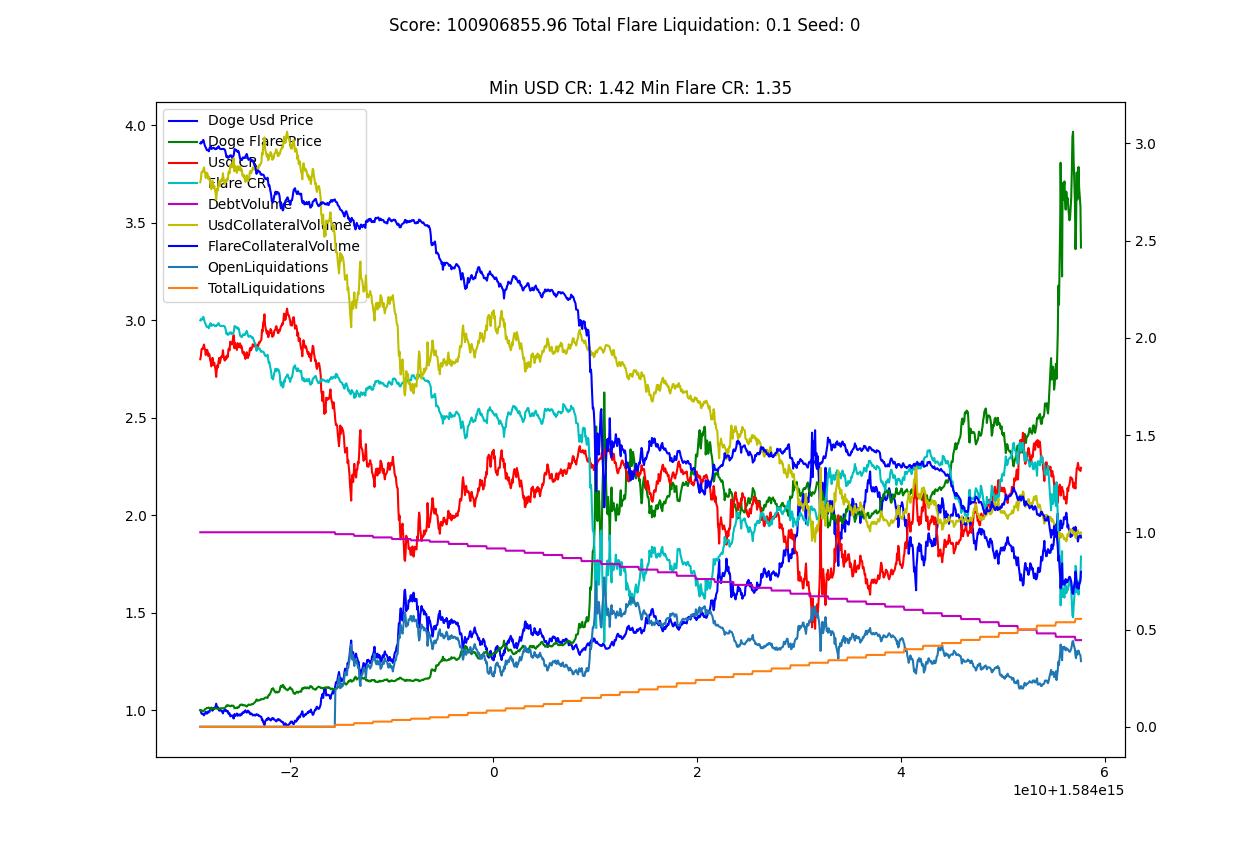 Score: 100906855.96 Total Flare Liquidation: 0.1 Seed: 0
Min USD CR: 1.42 Min Flare CR: 1.35
Doge Usd Price
Doge Flare Price
Usd CR
Flare CR
DebtVolume
UsdCollateralVolume
FlareCollateralVolume
OpenLiquidations
TotalLiquidations
4.0
3.5
3.0
2.5
2.0
1.5
1.0
3.0
2.5
2.0
1.5
1.0
0.5
0.0
−2
0
2
4
6
1e10+1.584e15